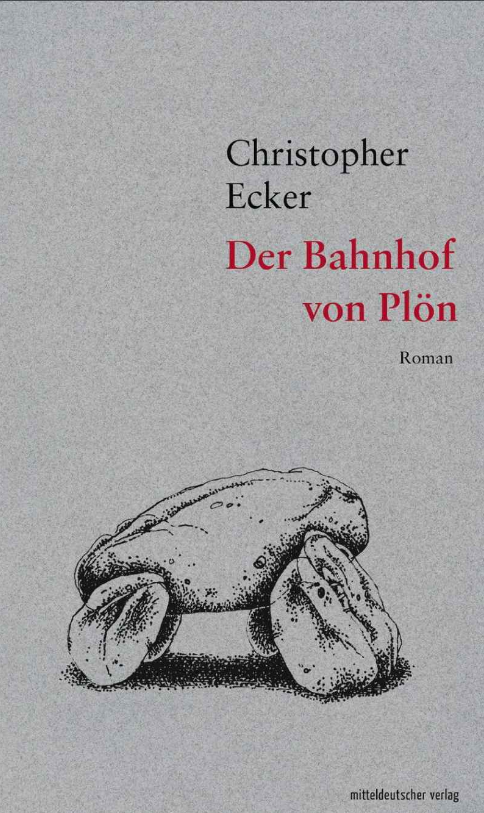 Christopher
Ecker
Der Bahnhof
von Plön
Roman
mitteldeutscher verlag